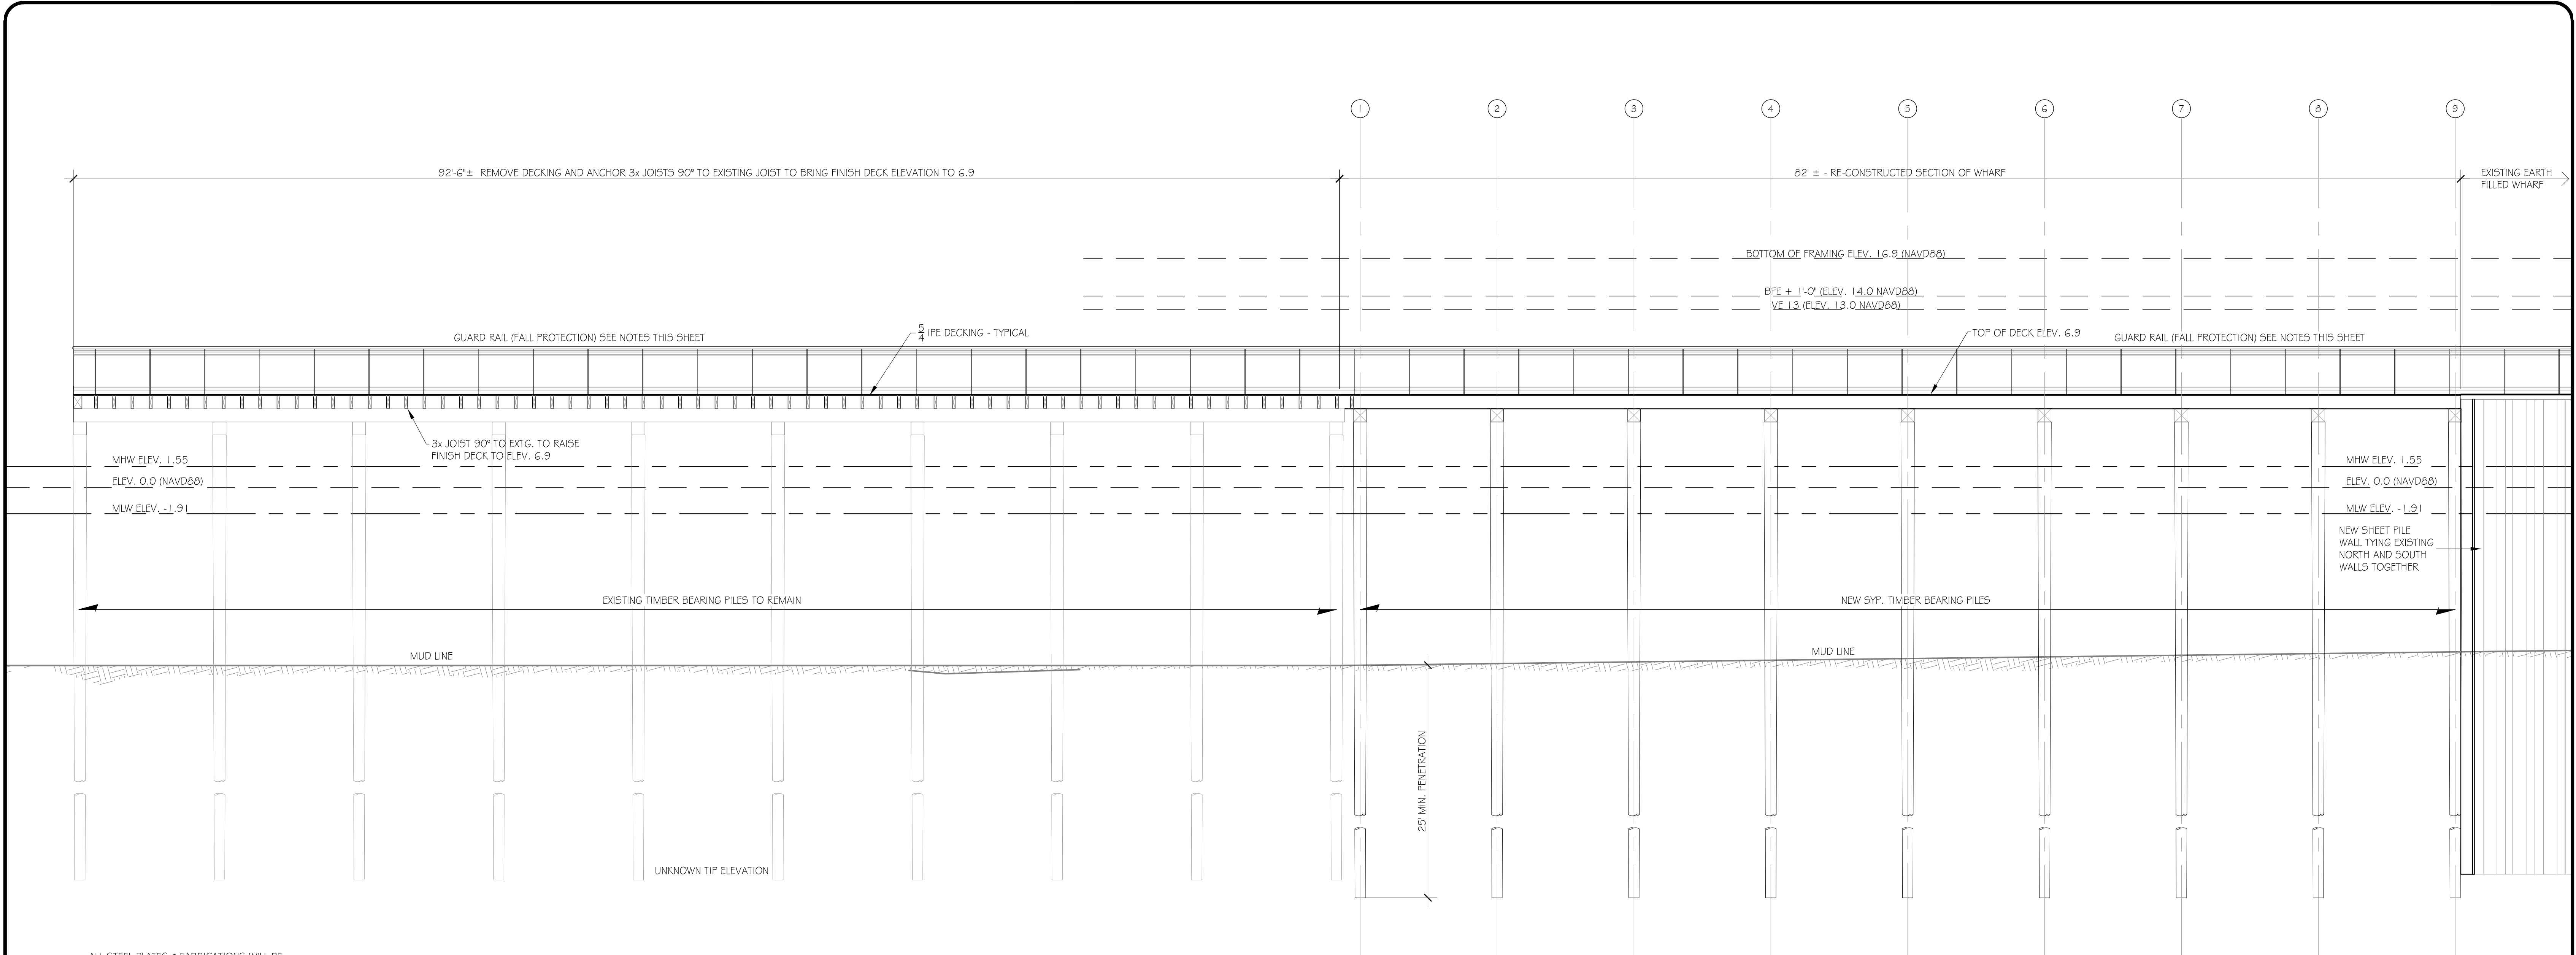 1
2
3
4
5
6
7
8
9
92'-6"± REMOVE DECKING AND ANCHOR 3x JOISTS 90° TO EXISTING JOIST TO BRING FINISH DECK ELEVATION TO 6.9
82' ± - RE-CONSTRUCTED SECTION OF WHARF
EXISTING EARTH
FILLED WHARF
BOTTOM OF FRAMING ELEV. 16.9 (NAVD88)
BFE + 1'-0" (ELEV. 14.0 NAVD88)
VE 13 (ELEV. 13.0 NAVD88)
GUARD RAIL (FALL PROTECTION) SEE NOTES THIS SHEET
5/4 IPE DECKING - TYPICAL
TOP OF DECK ELEV. 6.9
GUARD RAIL (FALL PROTECTION) SEE NOTES THIS SHEET
3x JOIST 90° TO EXTG. TO RAISE
FINISH DECK TO ELEV. 6.9
MHW ELEV. 1.55
ELEV. 0.0 (NAVD88)
MLW ELEV. -1.91
MHW ELEV. 1.55
ELEV. 0.0 (NAVD88)
MLW ELEV. -1.91
NEW SHEET PILE
WALL TYING EXISTING
NORTH AND SOUTH
WALLS TOGETHER
EXISTING TIMBER BEARING PILES TO REMAIN
NEW SYP. TIMBER BEARING PILES
MUD LINE
MUD LINE
25' MIN. PENETRATION
UNKNOWN TIP ELEVATION
ALL STEEL PLATES & FABRICATIONS WILL BE